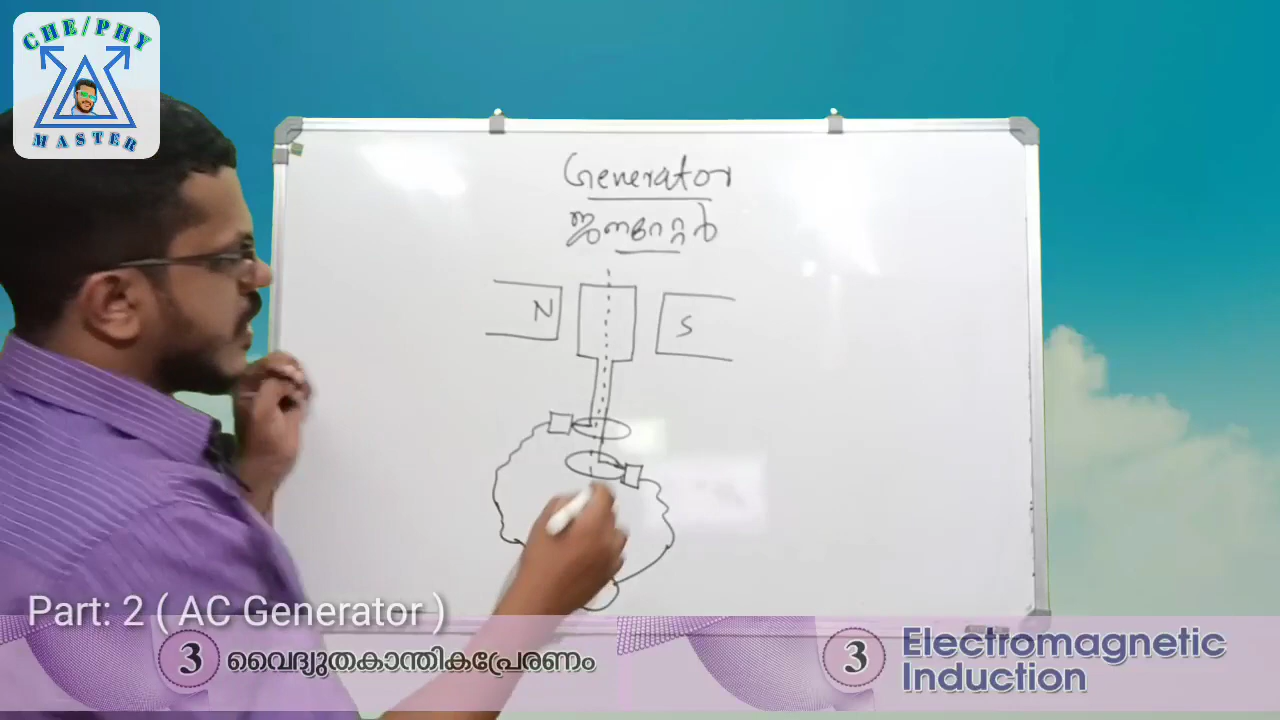 CHE/PHY
MASTER
Generator
ജനറേറ്റർ
N
S
Part: 2 ( AC Generator )
3 വൈദ്യുതകാന്തികപ്രേരണം
3 Electromagnetic
Induction